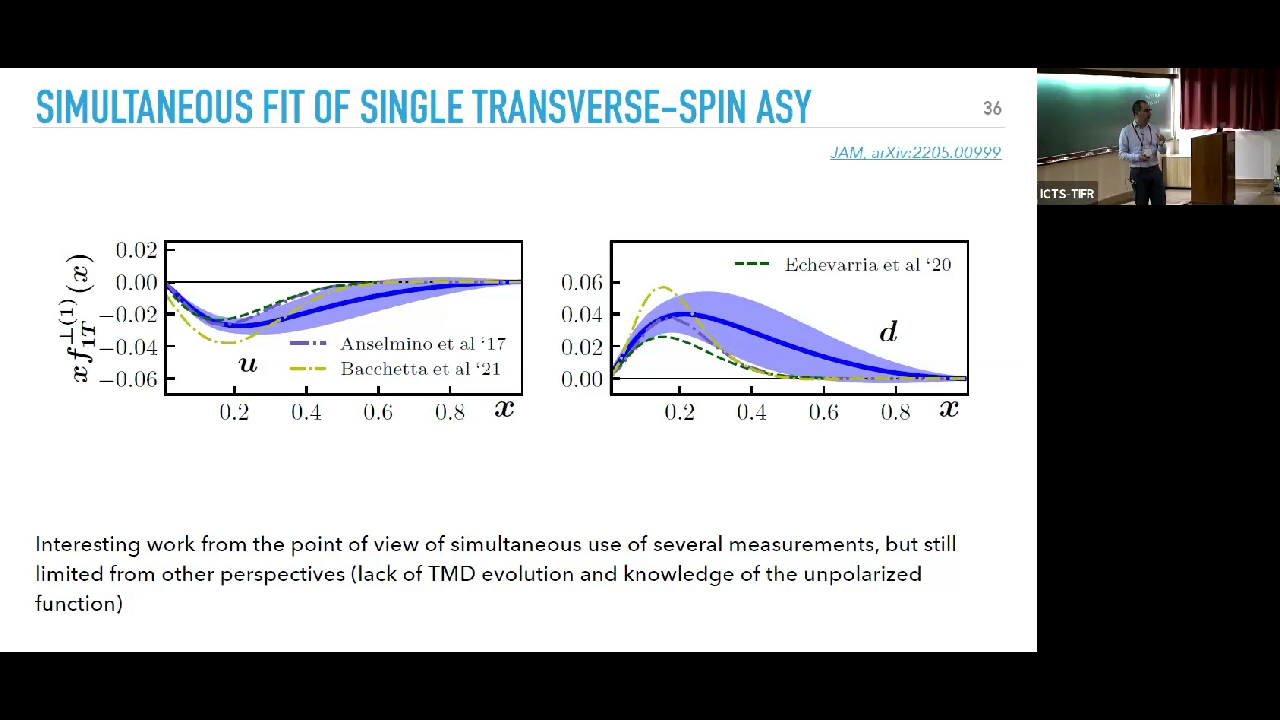 SIMULTANEOUS FIT OF SINGLE TRANSVERSE-SPIN ASY
36
JAM, arXiv:2205.00999
ICTS-TIFR
x f_{1T}^{⊥(1)}(x)
0.02
0.00
−0.02
−0.04
−0.06
u
Anselmino et al ‘17
Bacchetta et al ‘21
0.2 0.4 0.6 0.8 x
Echevarria et al ‘20
0.06
0.04
0.02
0.00
d
0.2 0.4 0.6 0.8 x
Interesting work from the point of view of simultaneous use of several measurements, but still
limited from other perspectives (lack of TMD evolution and knowledge of the unpolarized
function)